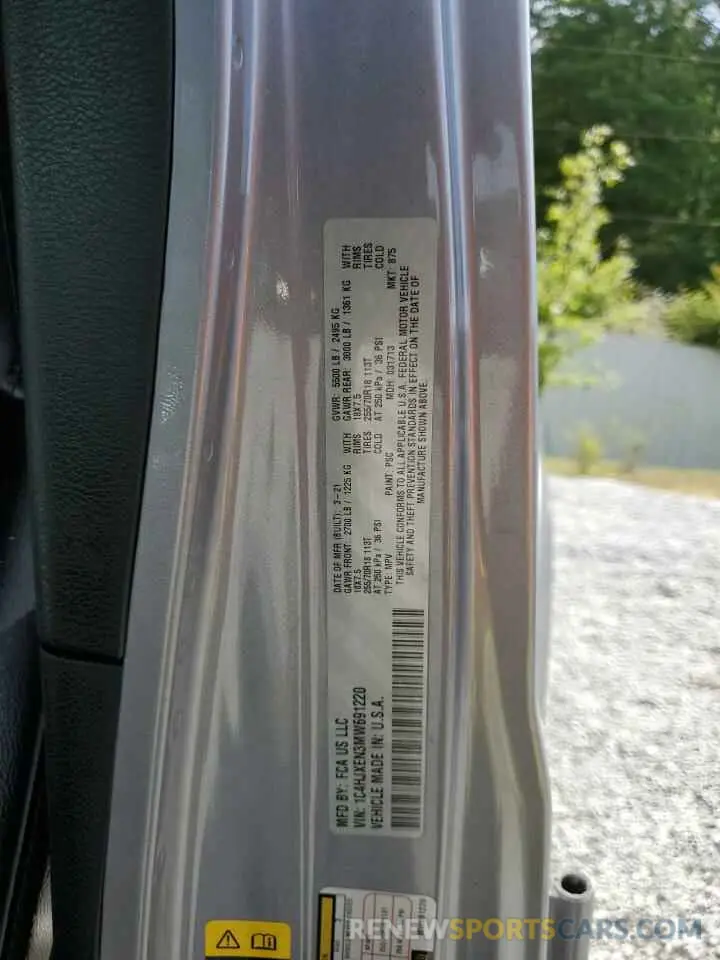 MFD BY: FCA US LLC
VIN: 1C4HJXEN3MW691220
VEHICLE MADE IN: U.S.A.
DATE OF MFR (BUILT): 3-21 GVWR: 5500 LB / 2495 KG
GAWR FRONT: 2700 LB / 1225 KG WITH GAWR REAR: 3000 LB / 1361 KG WITH
18X7.5 RIMS 18X7.5 RIMS
255/70R18 113T TIRES 255/70R18 113T TIRES
AT 250 kPa / 36 PSI COLD AT 250 kPa / 36 PSI COLD
TYPE: MPV PAINT: PSC MDH: 031713 MKT: B75
THIS VEHICLE CONFORMS TO ALL APPLICABLE U.S.A. FEDERAL MOTOR VEHICLE
SAFETY AND THEFT PREVENTION STANDARDS IN EFFECT ON THE DATE OF
MANUFACTURE SHOWN ABOVE.
RENEWSPORTSCARS.COM